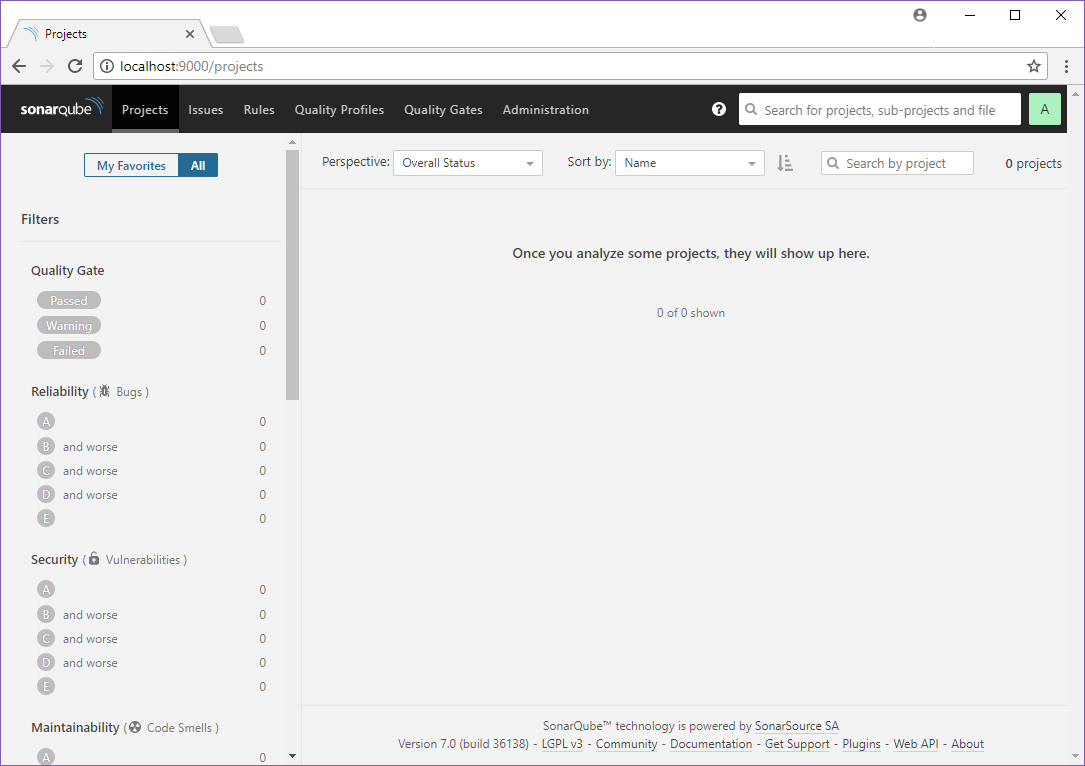 Projects
localhost:9000/projects
sonarqube Projects Issues Rules Quality Profiles Quality Gates Administration Search for projects, sub-projects and file A
My Favorites All
Perspective: Overall Status Sort by: Name Search by project 0 projects
Filters
Quality Gate
Passed 0
Warning 0
Failed 0
Reliability ( Bugs )
A 0
B and worse 0
C and worse 0
D and worse 0
E 0
Security ( Vulnerabilities )
A 0
B and worse 0
C and worse 0
D and worse 0
E 0
Maintainability ( Code Smells )
A 0
Once you analyze some projects, they will show up here.
0 of 0 shown
SonarQube™ technology is powered by SonarSource SA
Version 7.0 (build 36138) - LGPL v3 - Community - Documentation - Get Support - Plugins - Web API - About